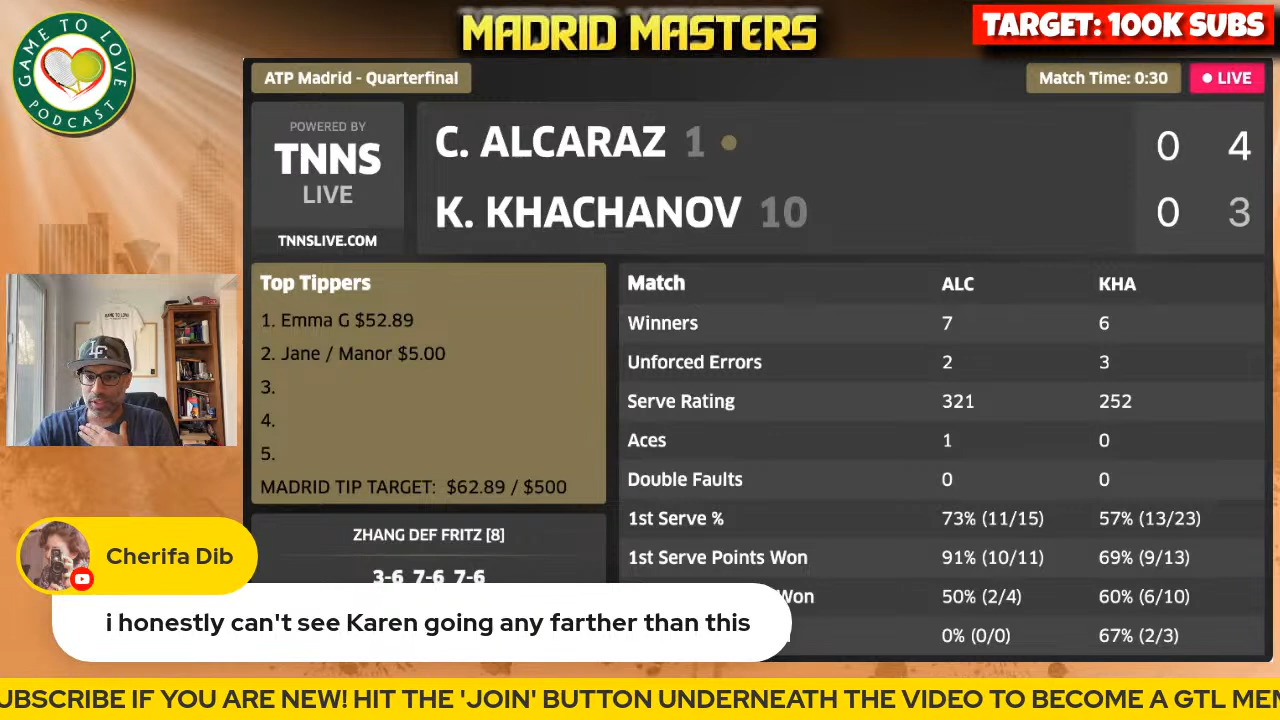 GAME TO LOVE
PODCAST
MADRID MASTERS
TARGET: 100K SUBS
ATP Madrid - Quarterfinal
Match Time: 0:30
LIVE
POWERED BY
TNNS
LIVE
TNNSLIVE.COM
C. ALCARAZ 1 0 4
K. KHACHANOV 10 0 3
Top Tippers
1. Emma G $52.89
2. Jane / Manor $5.00
3.
4.
5.
MADRID TIP TARGET: $62.89 / $500
ZHANG DEF FRITZ [8]
3-6 7-6 7-6
Match ALC KHA
Winners 7 6
Unforced Errors 2 3
Serve Rating 321 252
Aces 1 0
Double Faults 0 0
1st Serve % 73% (11/15) 57% (13/23)
1st Serve Points Won 91% (10/11) 69% (9/13)
Won 50% (2/4) 60% (6/10)
0% (0/0) 67% (2/3)
LF
Cherifa Dib
i honestly can't see Karen going any farther than this
UBSCRIBE IF YOU ARE NEW! HIT THE 'JOIN' BUTTON UNDERNEATH THE VIDEO TO BECOME A GTL MEM